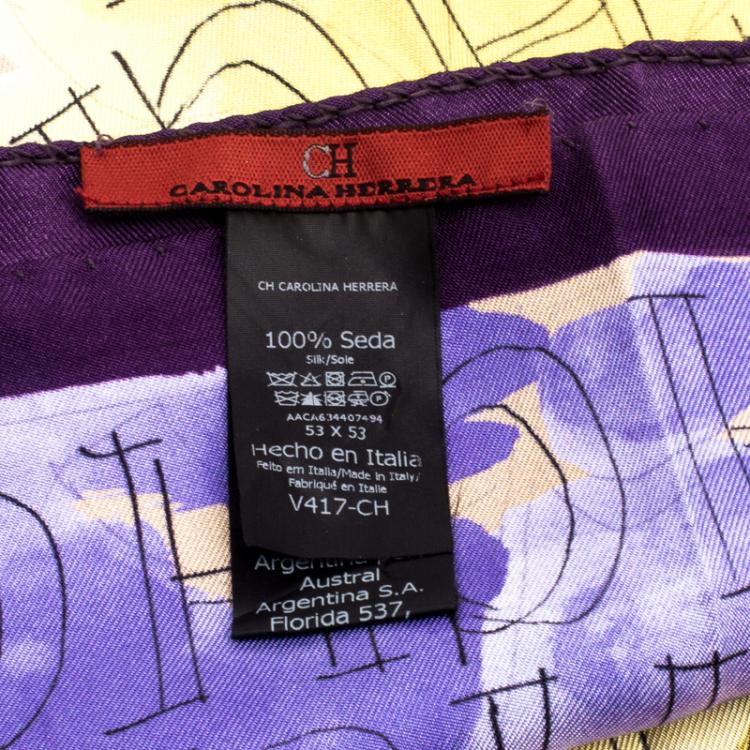 CH
CAROLINA HERRERA
CH CAROLINA HERRERA
100% Seda
Silk/Soie
AACA634407494
53 X 53
Hecho en Italia
Feito em Italia/Made in Italy/
Fabriqué en Italie
V417-CH
Argentina
Austral
Argentina S.A.
Florida 537,